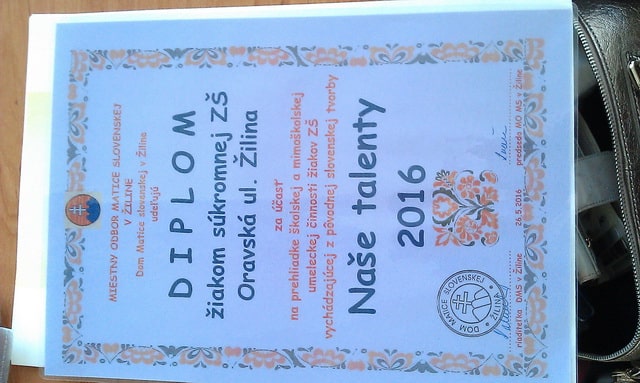 MIESTNY ODBOR MATICE SLOVENSKEJ
V ŽILINE
Dom Matice slovenskej v Žiline
udeľujú
DIPLOM
žiakom súkromnej ZŠ
Oravská ul. Žilina
za účasť
na prehliadke školskej a mimoškolskej
umeleckej činnosti žiakov ZŠ
vychádzajúcej z pôvodnej slovenskej tvorby
Naše talenty
2016
DOM MATICE SLOVENSKEJ
ŽILINA
riaditeľka DMS v Žiline 26.5.2016 predseda MO MS v Žiline